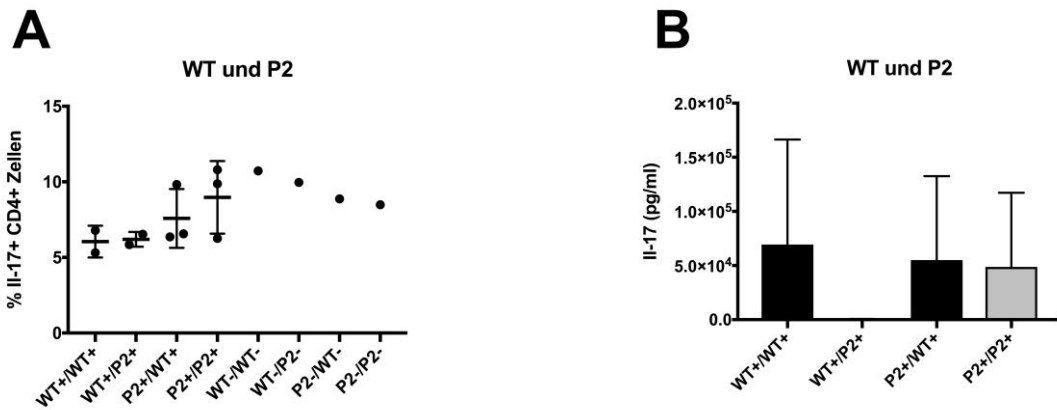 A
WT und P2
% Il-17+ CD4+ Zellen
15
10
5
0
WT+/WT+
WT+/P2+
P2+/WT+
P2+/P2+
WT-/WT-
WT-/P2-
P2-/WT-
P2-/P2-
B
WT und P2
Il-17 (pg/ml)
2.0×10⁵
1.5×10⁵
1.0×10⁵
5.0×10⁴
0.0
WT+/WT+
WT+/P2+
P2+/WT+
P2+/P2+